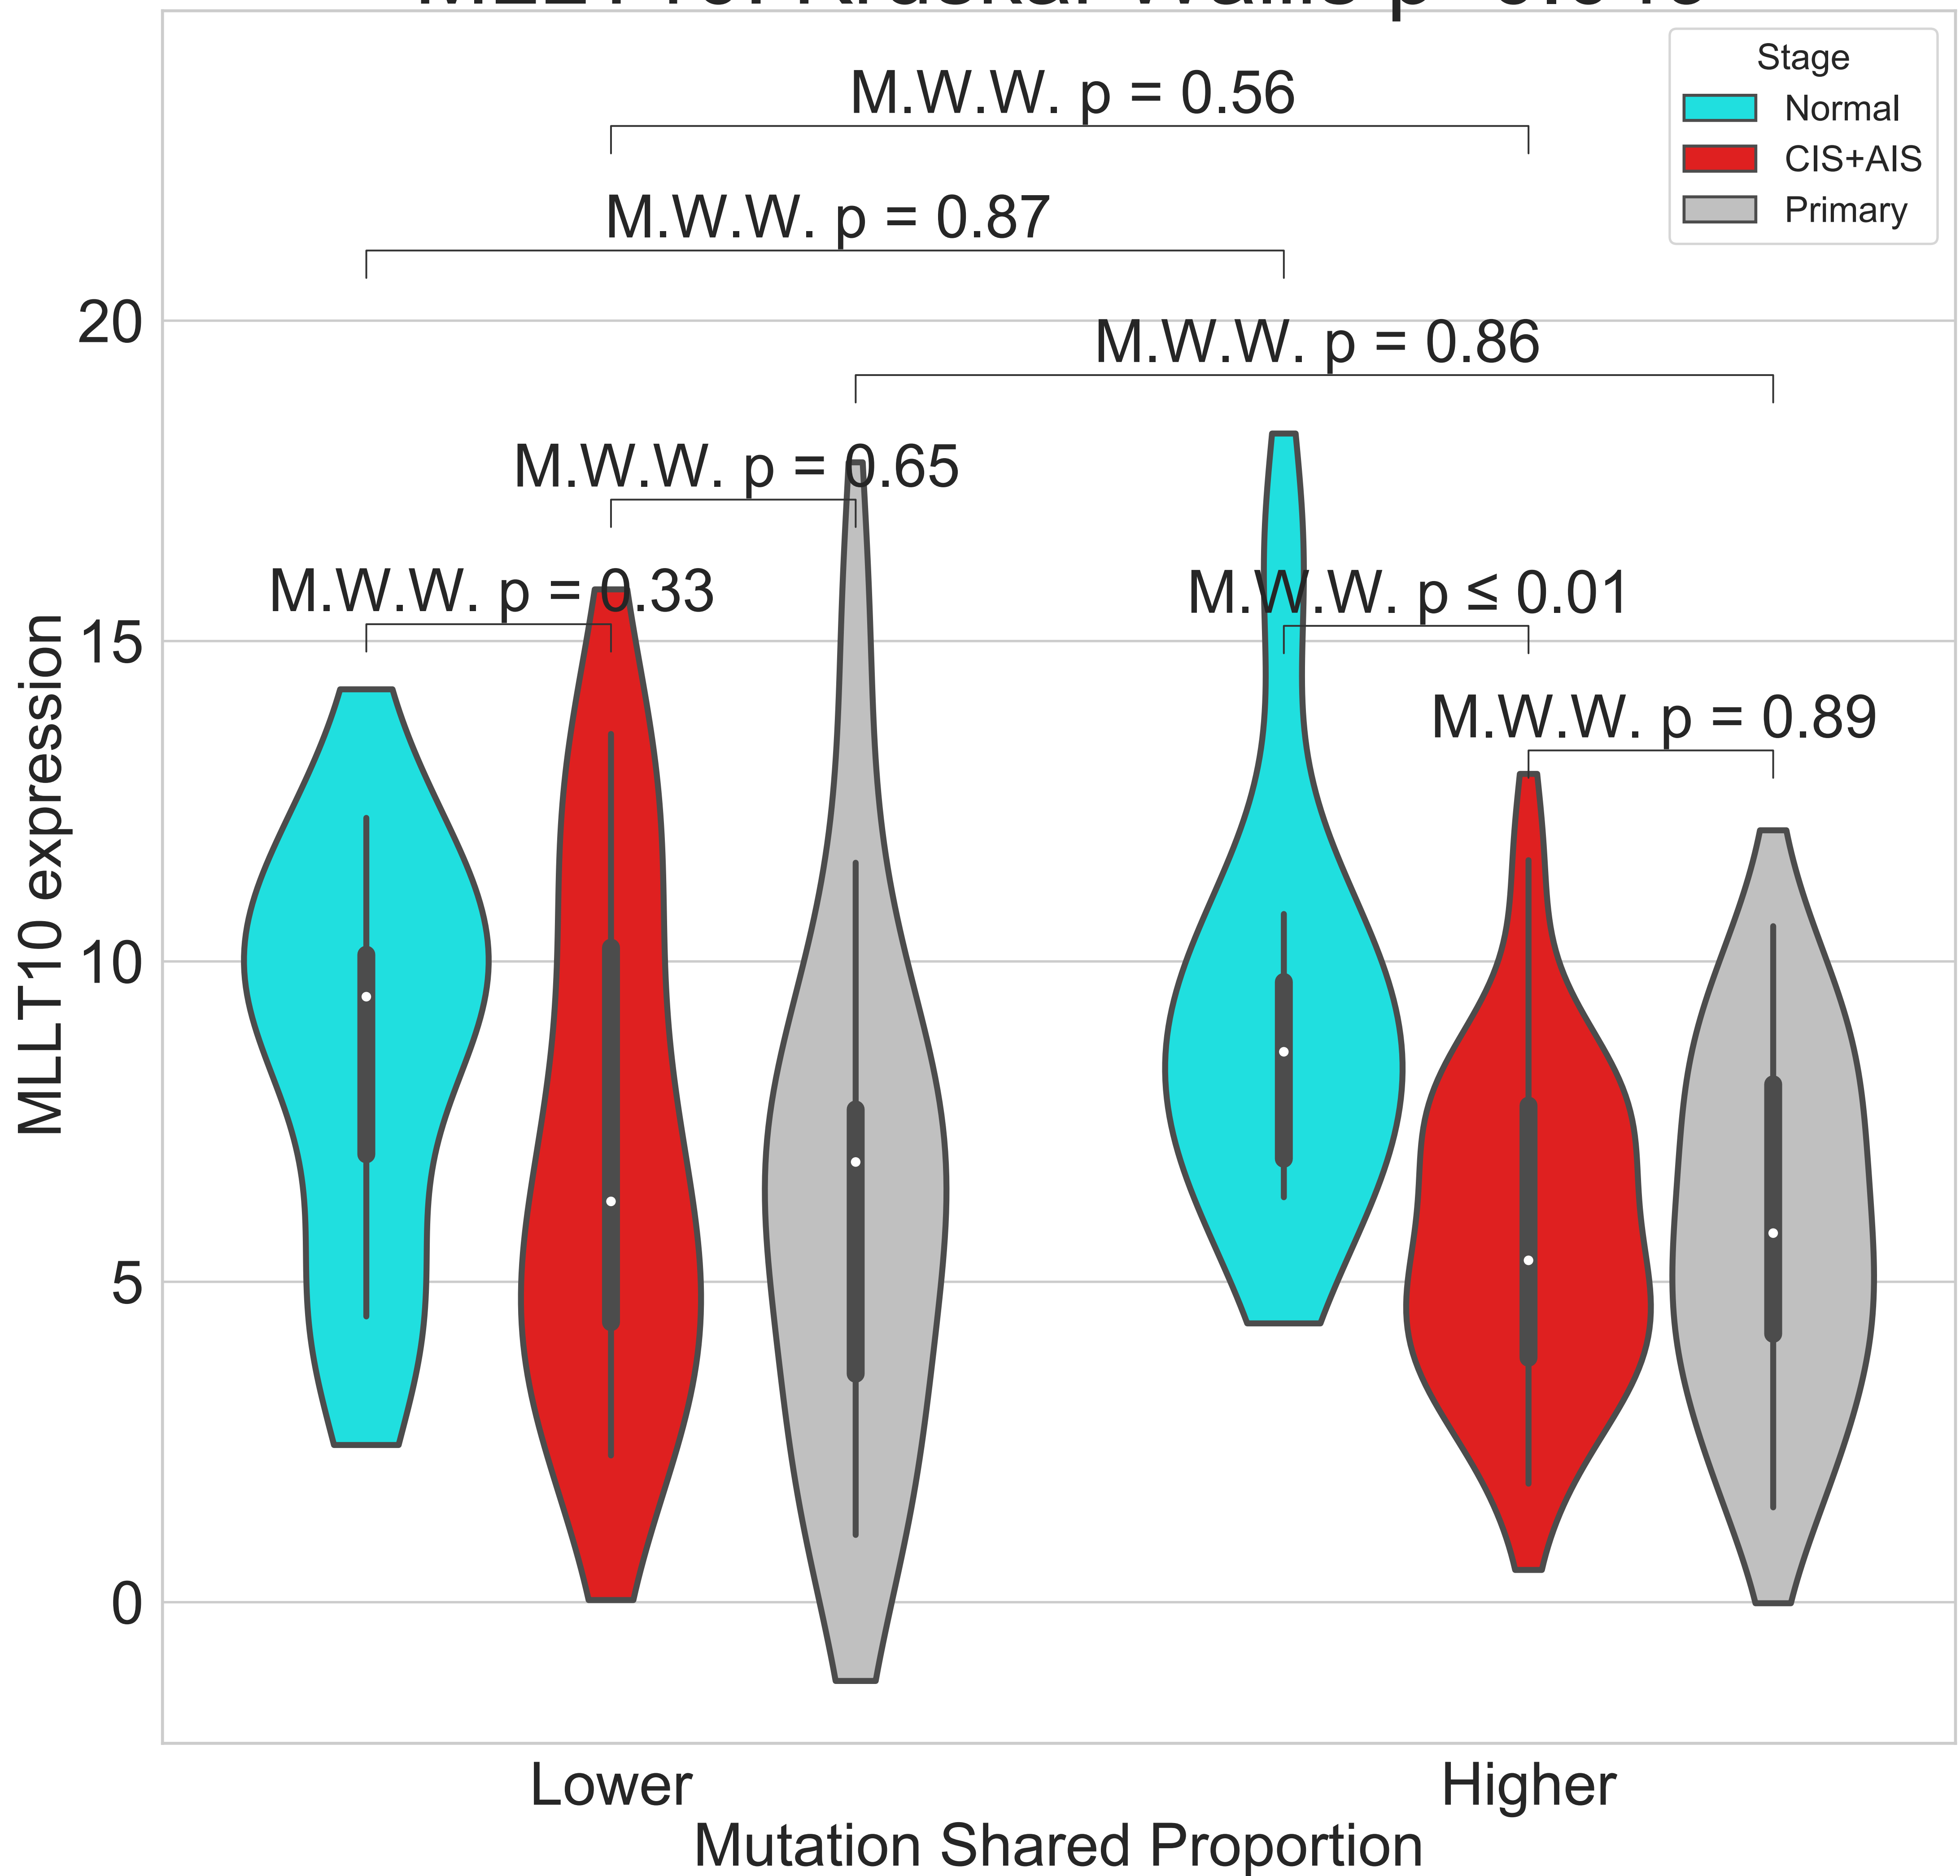 Stage
Normal
CIS+AIS
Primary
M.W.W. p = 0.56
M.W.W. p = 0.87
M.W.W. p = 0.86
M.W.W. p = 0.65
M.W.W. p = 0.33
M.W.W. p ≤ 0.01
M.W.W. p = 0.89
20
15
10
5
0
MLLT10 expression
Lower
Higher
Mutation Shared Proportion